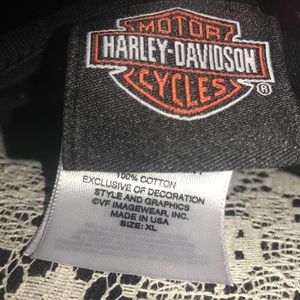 MOTOR
HARLEY-DAVIDSON
CYCLES
®
100% COTTON
EXCLUSIVE OF DECORATION
STYLE AND GRAPHICS
©VF IMAGEWEAR, INC.
MADE IN USA
SIZE: XL